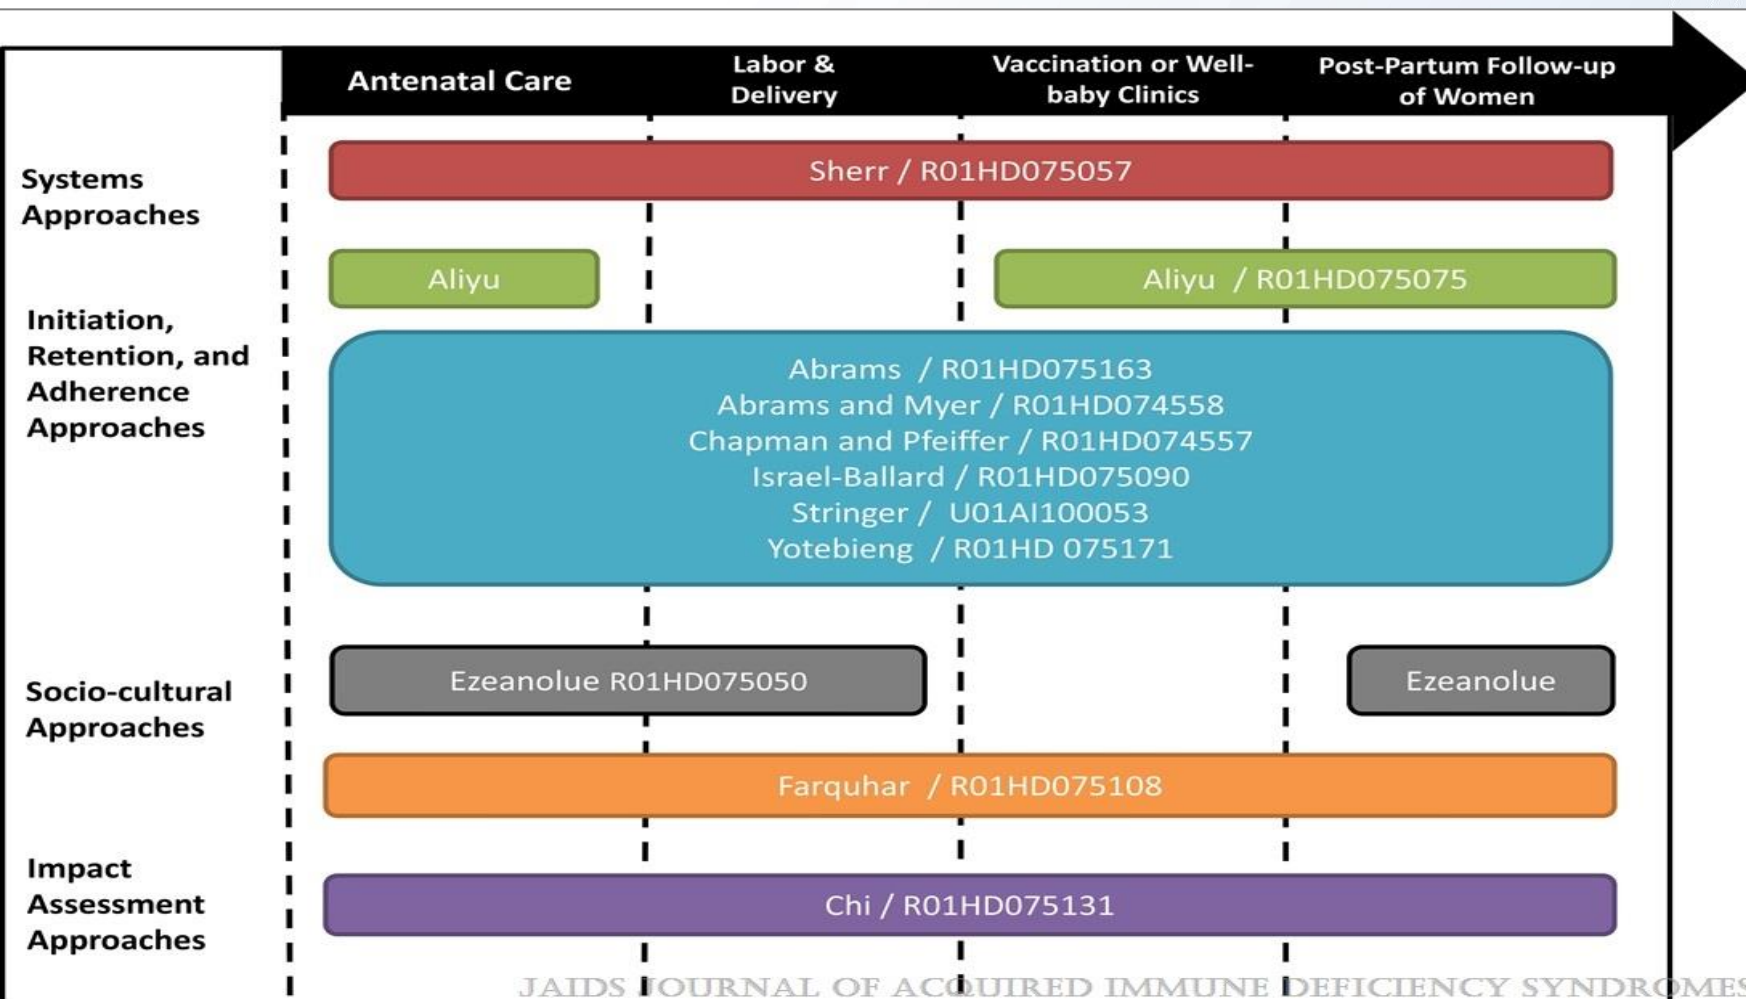 Antenatal Care
Labor &
Delivery
Vaccination or Well-
baby Clinics
Post-Partum Follow-up
of Women
Systems
Approaches
Sherr / R01HD075057
Initiation,
Retention, and
Adherence
Approaches
Aliyu
Aliyu / R01HD075075
Abrams / R01HD075163
Abrams and Myer / R01HD074558
Chapman and Pfeiffer / R01HD074557
Israel-Ballard / R01HD075090
Stringer / U01AI100053
Yotebieng / R01HD 075171
Socio-cultural
Approaches
Ezeanolue R01HD075050
Ezeanolue
Farquhar / R01HD075108
Impact
Assessment
Approaches
Chi / R01HD075131
JAIDS JOURNAL OF ACQUIRED IMMUNE DEFICIENCY SYNDROMES